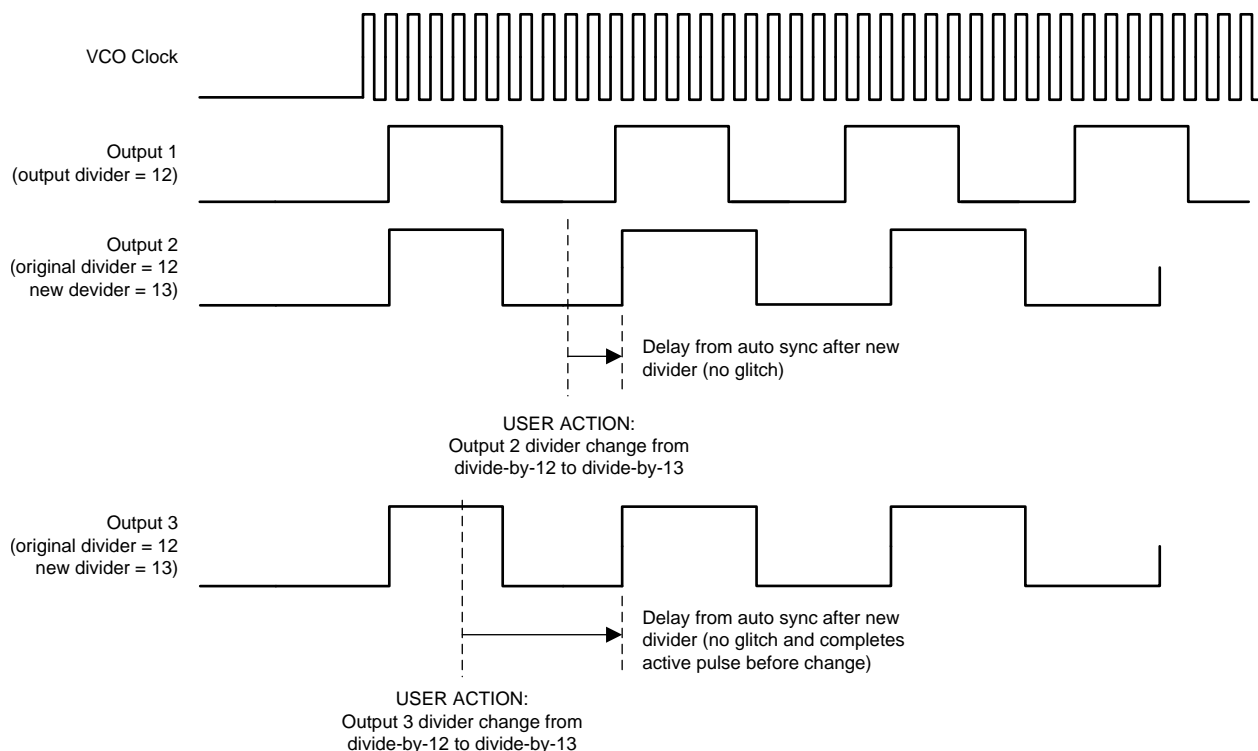 VCO Clock
Output 1
(output divider = 12)
Output 2
(original divider = 12
new devider = 13)
Delay from auto sync after new
divider (no glitch)
USER ACTION:
Output 2 divider change from
divide-by-12 to divide-by-13
Output 3
(original divider = 12
new divider = 13)
Delay from auto sync after new
divider (no glitch and completes
active pulse before change)
USER ACTION:
Output 3 divider change from
divide-by-12 to divide-by-13